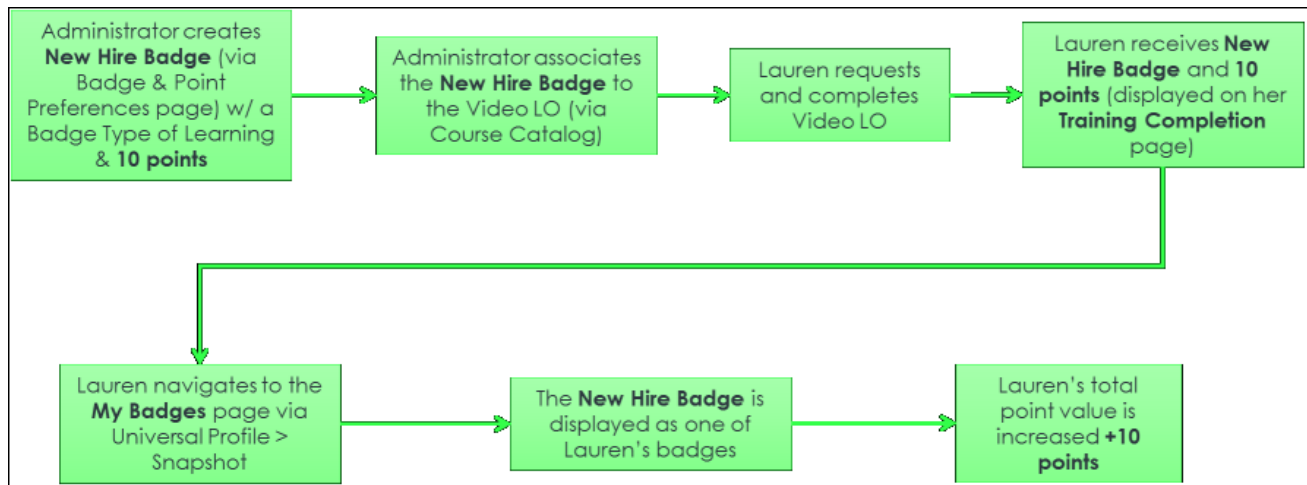 Administrator creates
New Hire Badge (via
Badge & Point
Preferences page) w/ a
Badge Type of Learning
& 10 points
Administrator associates
the New Hire Badge to
the Video LO (via
Course Catalog)
Lauren requests
and completes
Video LO
Lauren receives New
Hire Badge and 10
points (displayed on her
Training Completion
page)
Lauren navigates to the
My Badges page via
Universal Profile >
Snapshot
The New Hire Badge is
displayed as one of
Lauren's badges
Lauren's total
point value is
increased +10
points